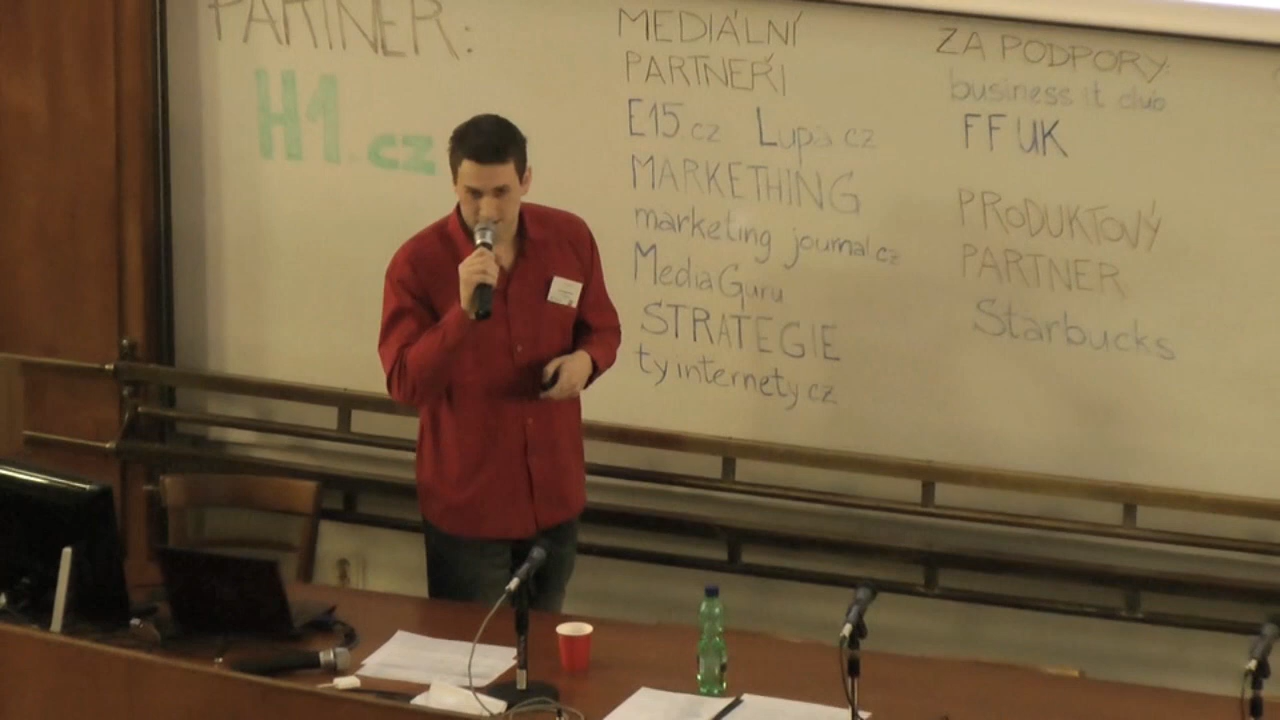 PARTNER:
H1.cz
MEDIÁLNÍ
PARTNEŘI
E15.cz Lupa.cz
MARKETHING
marketing journal.cz
MediaGuru
STRATEGIE
tyinternety.cz
ZA PODPORY:
business it club
FF UK
PRODUKTOVÝ
PARTNER
Starbucks